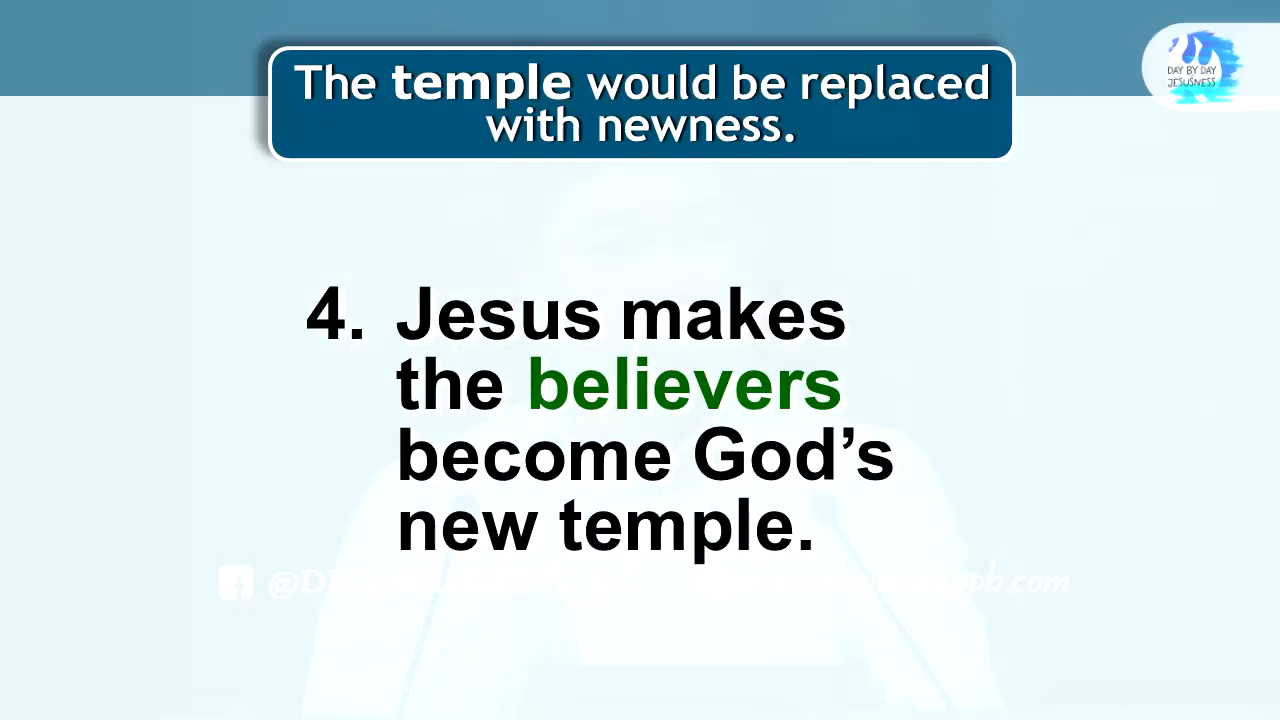 The temple would be replaced
with newness.
DAY BY DAY
JESUSNESS
4. Jesus makes
the believers
become God’s
new temple.